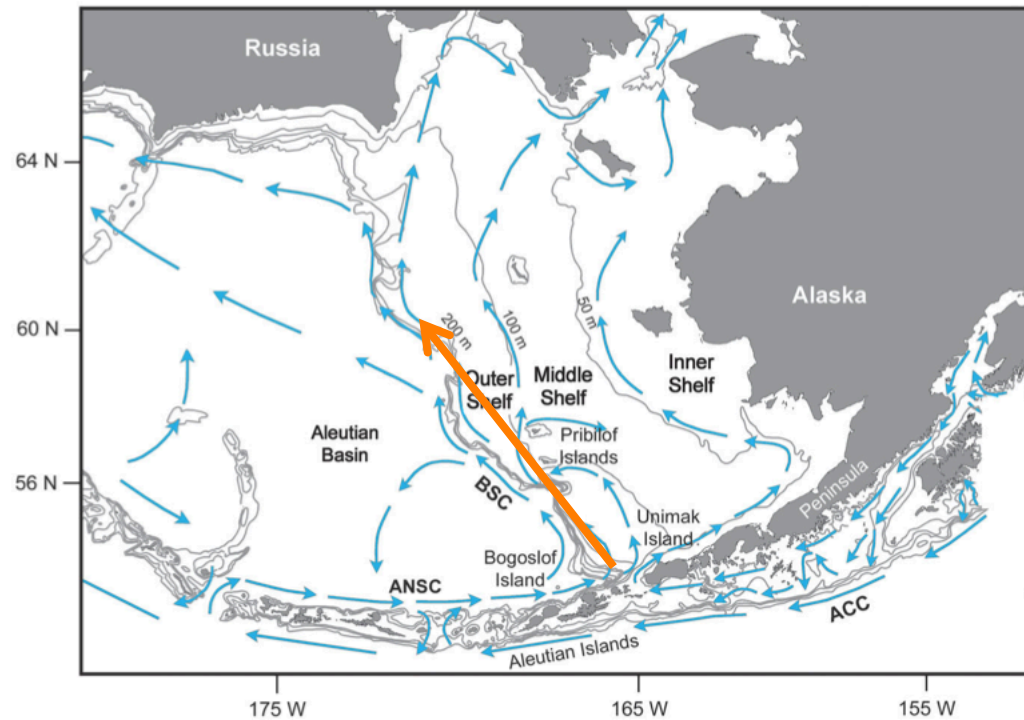 Russia
64 N
Alaska
50 m
200 m
100 m
60 N
Inner
Shelf
Outer
Shelf
Middle
Shelf
Aleutian
Basin
Pribilof
Islands
56 N
BSC
Peninsula
Unimak
Island
Bogoslof
Island
ANSC
ACC
Aleutian Islands
175 W
165 W
155 W